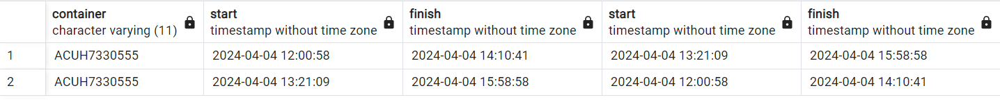 container start finish start finish
character varying (11) timestamp without time zone timestamp without time zone timestamp without time zone timestamp without time zone
1 ACUH7330555 2024-04-04 12:00:58 2024-04-04 14:10:41 2024-04-04 13:21:09 2024-04-04 15:58:58
2 ACUH7330555 2024-04-04 13:21:09 2024-04-04 15:58:58 2024-04-04 12:00:58 2024-04-04 14:10:41